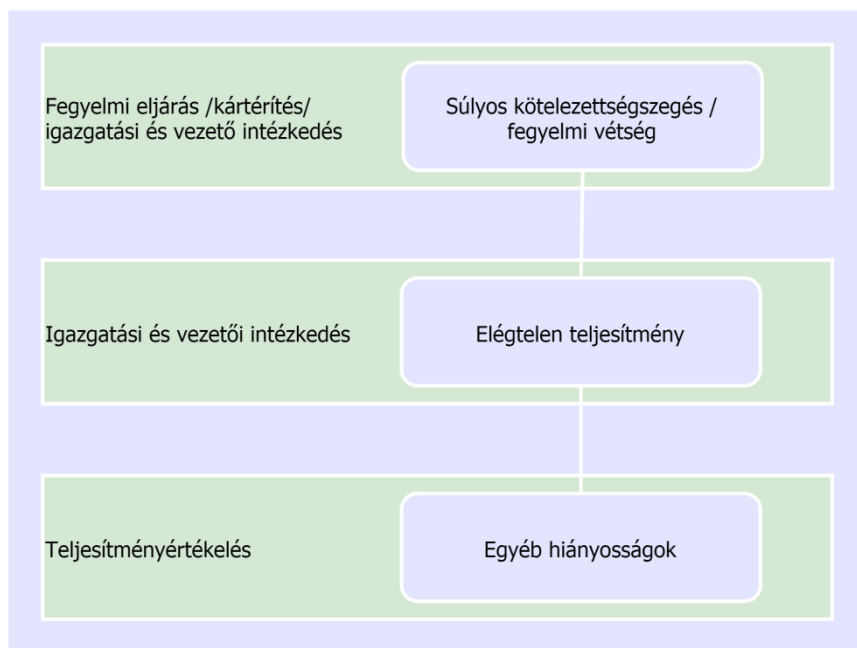 Fegyelmi eljárás /kártérítés/
igazgatási és vezető intézkedés
Súlyos kötelezettségszegés /
fegyelmi vétség
Igazgatási és vezetői intézkedés
Elégtelen teljesítmény
Teljesítményértékelés
Egyéb hiányosságok